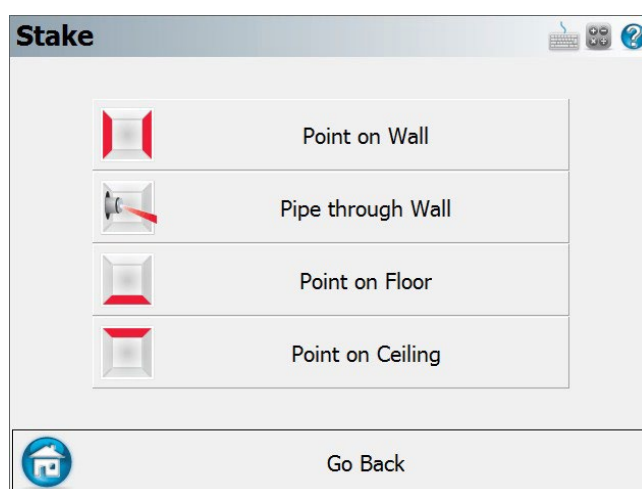 Stake
Point on Wall
Pipe through Wall
Point on Floor
Point on Ceiling
Go Back